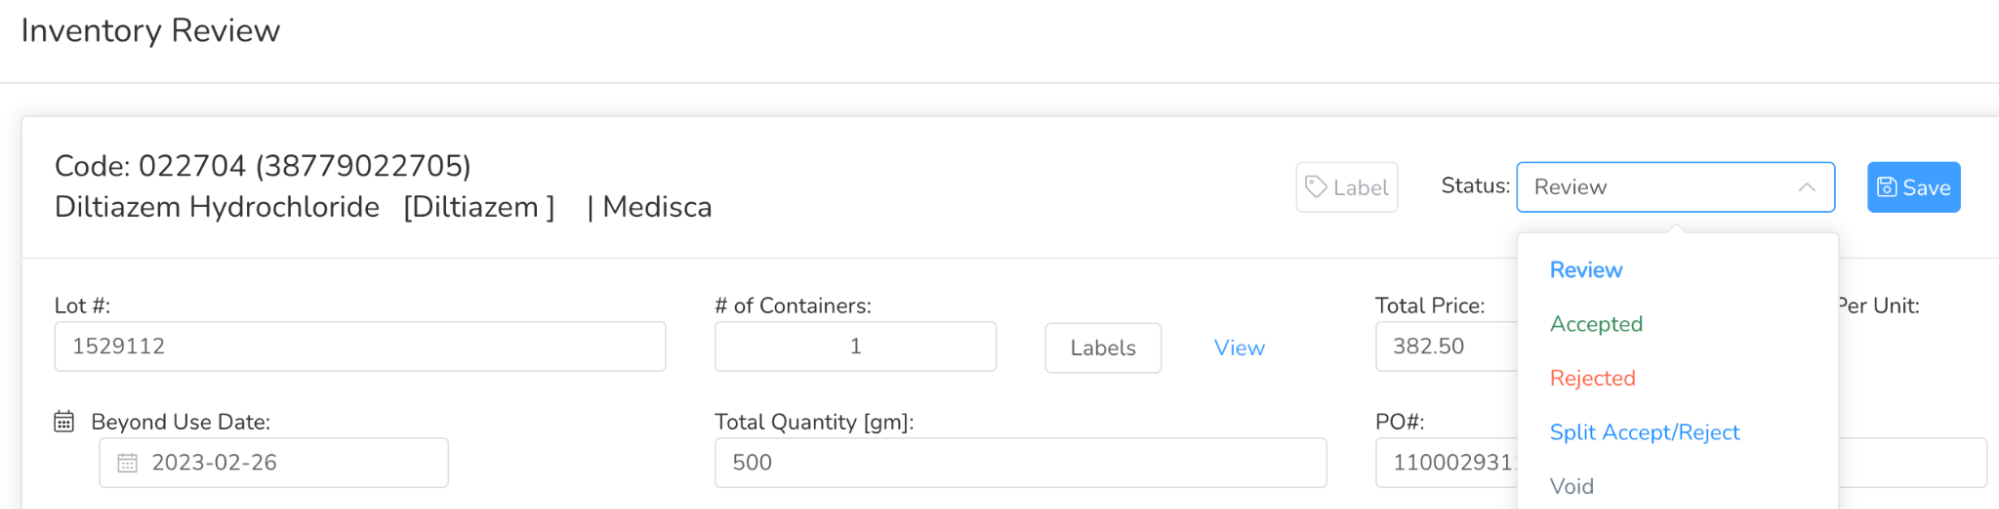 Inventory Review
Code: 022704 (38779022705)
Diltiazem Hydrochloride [Diltiazem ] | Medisca
Label
Status:
Review
Save
Review
Accepted
Rejected
Split Accept/Reject
Void
Lot #:
1529112
# of Containers:
1
Labels
View
Total Price:
382.50
Per Unit:
Beyond Use Date:
2023-02-26
Total Quantity [gm]:
500
PO#:
1100029311